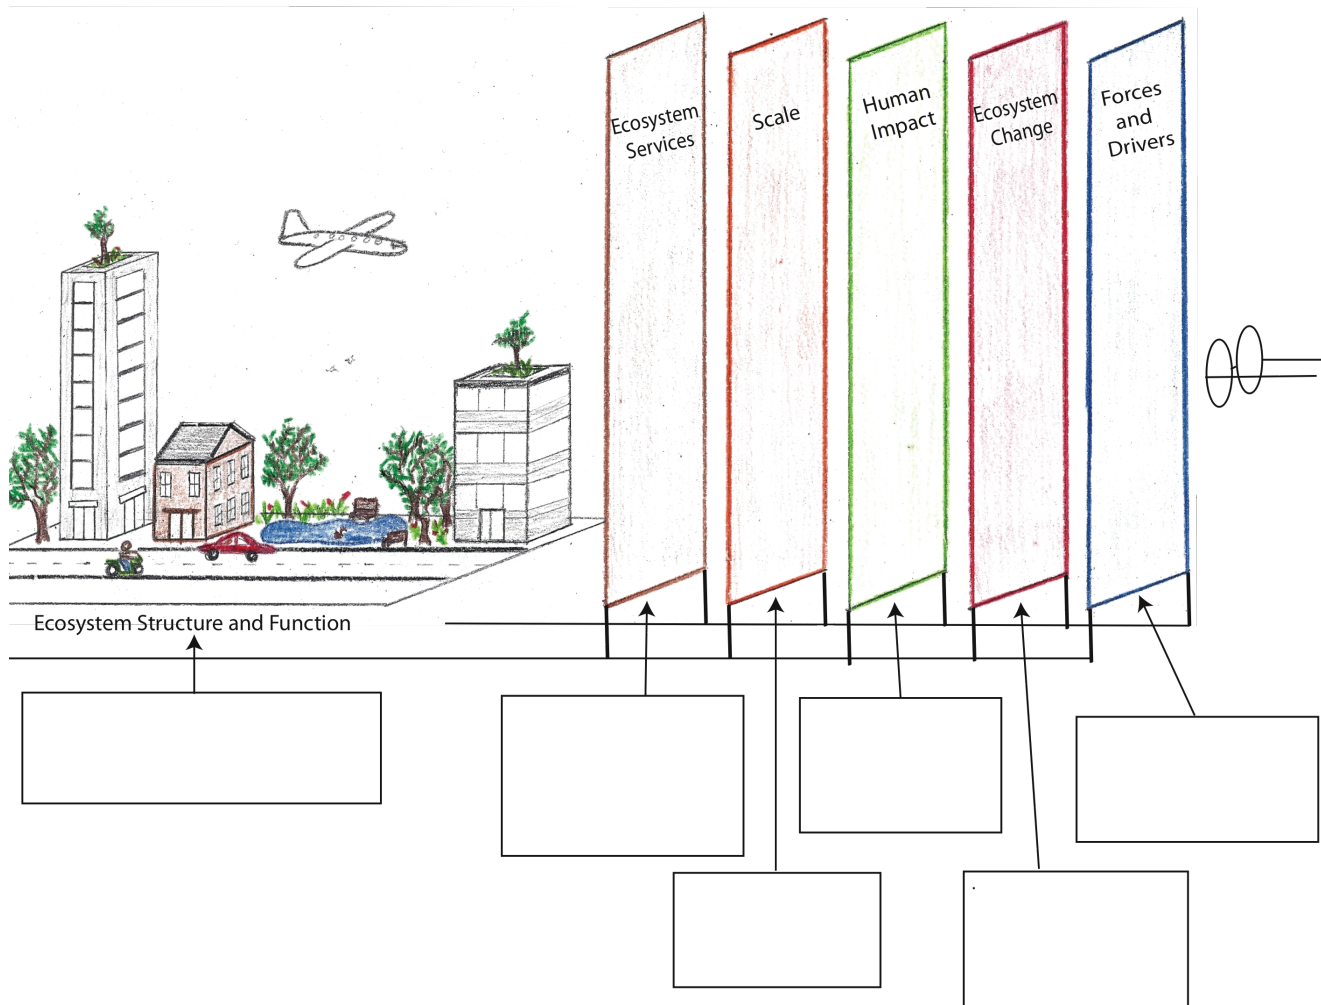 Ecosystem
Services
Scale
Human
Impact
Ecosystem
Change
Forces
and
Drivers
Ecosystem Structure and Function